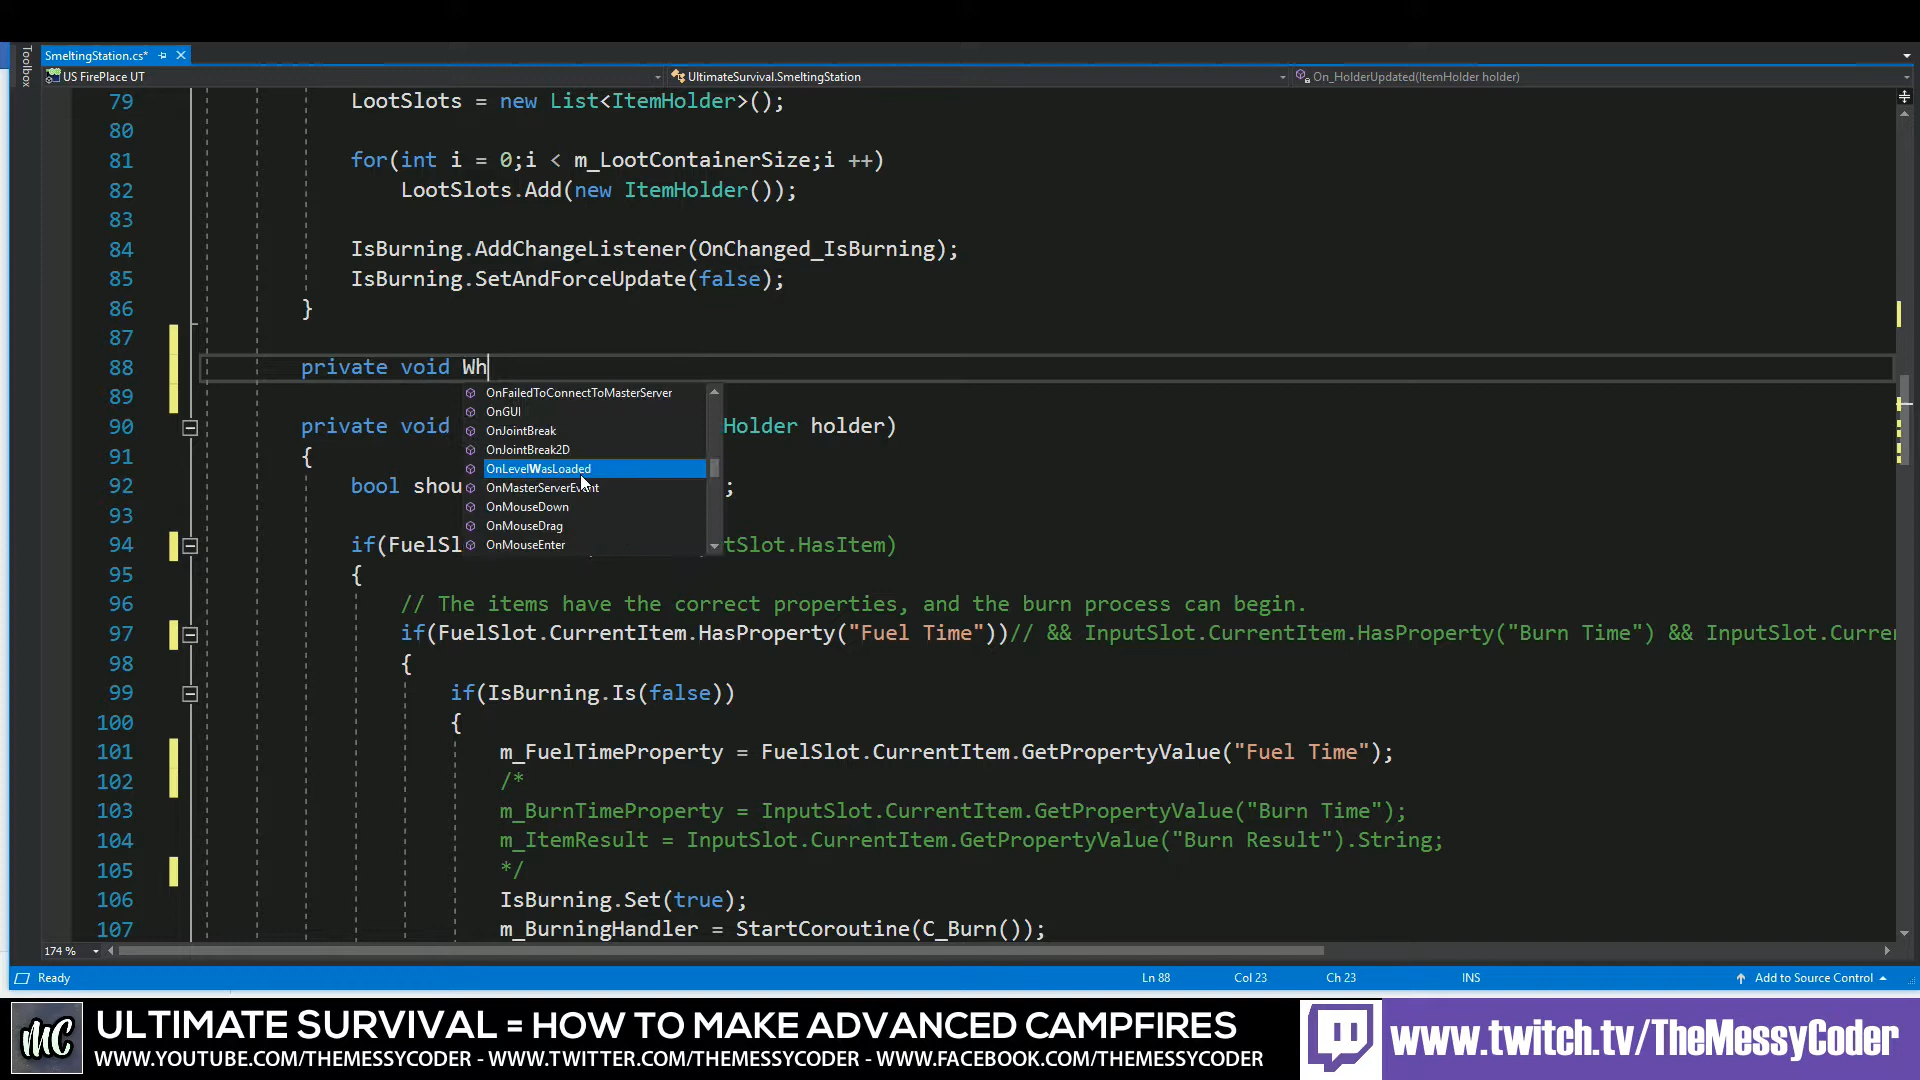 Toolbox
SmeltingStation.cs*
US FirePlace UT
UltimateSurvival.SmeltingStation
On_HolderUpdated(ItemHolder holder)
79 LootSlots = new List<ItemHolder>();
80
81 for(int i = 0;i < m_LootContainerSize;i ++)
82 LootSlots.Add(new ItemHolder());
83
84 IsBurning.AddChangeListener(OnChanged_IsBurning);
85 IsBurning.SetAndForceUpdate(false);
86 }
87
88 private void Wh
OnFailedToConnectToMasterServer
OnGUI
OnJointBreak
OnJointBreak2D
OnLevelWasLoaded
OnMasterServerEvent
OnMouseDown
OnMouseDrag
OnMouseEnter
89
90 private void Holder holder)
91 {
92 bool shou ;
93
94 if(FuelSl tSlot.HasItem)
95 {
96 // The items have the correct properties, and the burn process can begin.
97 if(FuelSlot.CurrentItem.HasProperty("Fuel Time"))// && InputSlot.CurrentItem.HasProperty("Burn Time") && InputSlot.Curren
98 {
99 if(IsBurning.Is(false))
100 {
101 m_FuelTimeProperty = FuelSlot.CurrentItem.GetPropertyValue("Fuel Time");
102 /*
103 m_BurnTimeProperty = InputSlot.CurrentItem.GetPropertyValue("Burn Time");
104 m_ItemResult = InputSlot.CurrentItem.GetPropertyValue("Burn Result").String;
105 */
106 IsBurning.Set(true);
107 m_BurningHandler = StartCoroutine(C_Burn());
174 %
Ready
Ln 88
Col 23
Ch 23
INS
Add to Source Control
MC
ULTIMATE SURVIVAL = HOW TO MAKE ADVANCED CAMPFIRES
WWW.YOUTUBE.COM/THEMESSYCODER - WWW.TWITTER.COM/THEMESSYCODER - WWW.FACEBOOK.COM/THEMESSYCODER
www.twitch.tv/TheMessyCoder